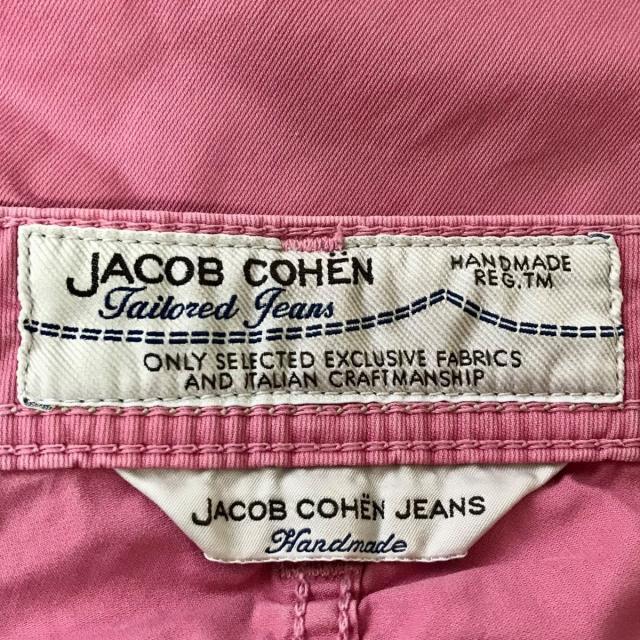 JACOB COHËN
HANDMADE
REG.TM
Tailored Jeans
ONLY SELECTED EXCLUSIVE FABRICS
AND ITALIAN CRAFTMANSHIP
JACOB COHËN JEANS
Handmade